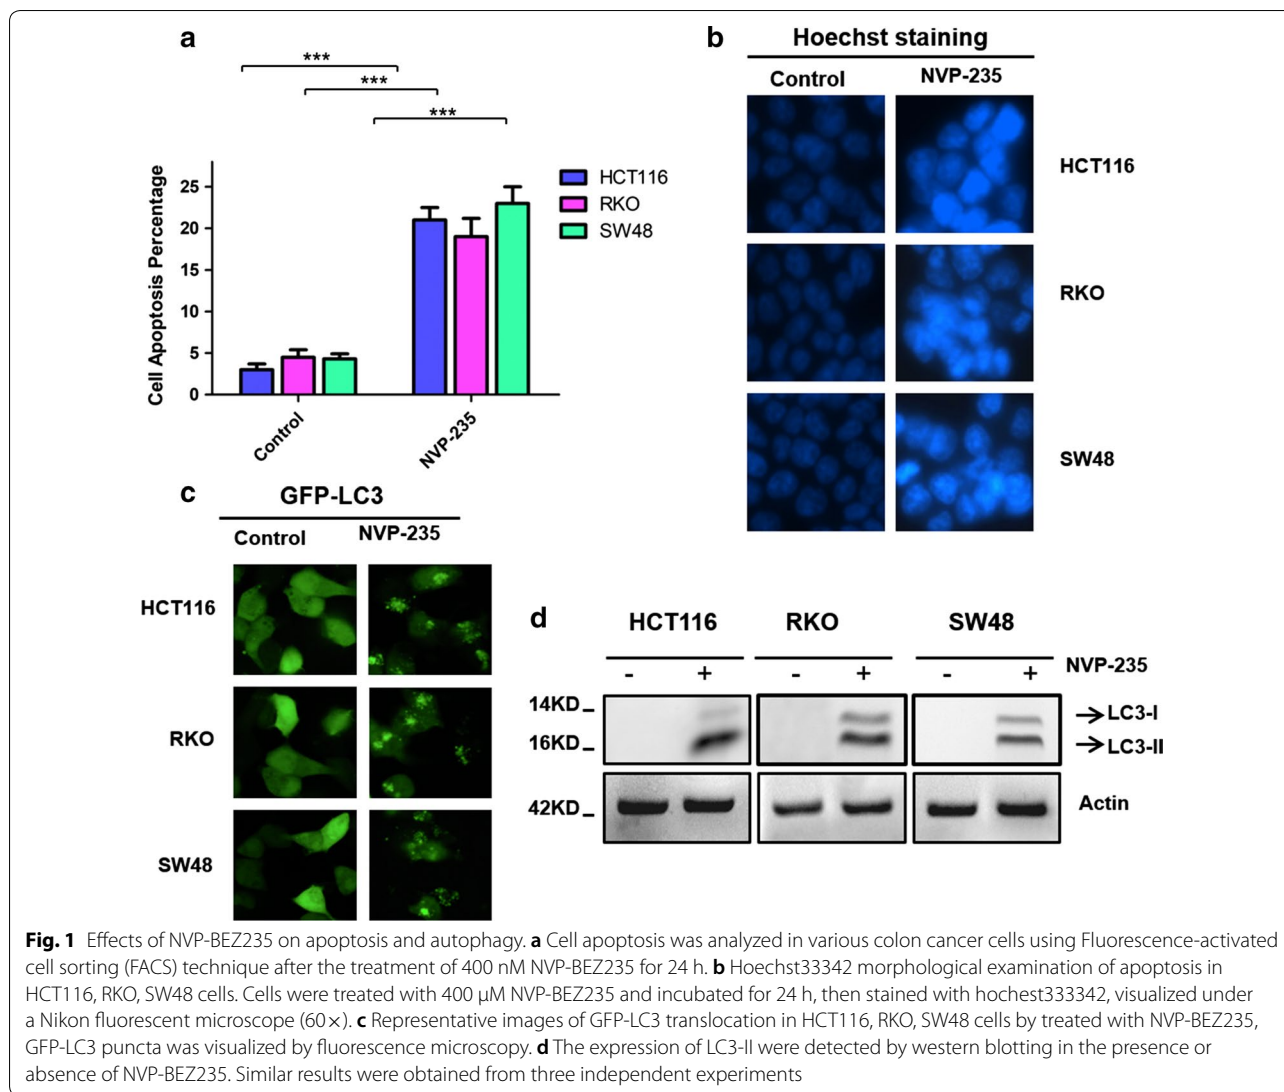 a
***
***
***
Cell Apoptosis Percentage
25
20
15
10
5
0
Control
NVP-235
HCT116
RKO
SW48
b
Hoechst staining
Control NVP-235
HCT116
RKO
SW48
c
GFP-LC3
Control NVP-235
HCT116
RKO
SW48
d
HCT116 RKO SW48
- + - + - + NVP-235
14KD
LC3-I
16KD
LC3-II
42KD
Actin
Fig. 1 Effects of NVP-BEZ235 on apoptosis and autophagy. a Cell apoptosis was analyzed in various colon cancer cells using Fluorescence-activated
cell sorting (FACS) technique after the treatment of 400 nM NVP-BEZ235 for 24 h. b Hoechst33342 morphological examination of apoptosis in
HCT116, RKO, SW48 cells. Cells were treated with 400 μM NVP-BEZ235 and incubated for 24 h, then stained with hochest333342, visualized under
a Nikon fluorescent microscope (60×). c Representative images of GFP-LC3 translocation in HCT116, RKO, SW48 cells by treated with NVP-BEZ235,
GFP-LC3 puncta was visualized by fluorescence microscopy. d The expression of LC3-II were detected by western blotting in the presence or
absence of NVP-BEZ235. Similar results were obtained from three independent experiments